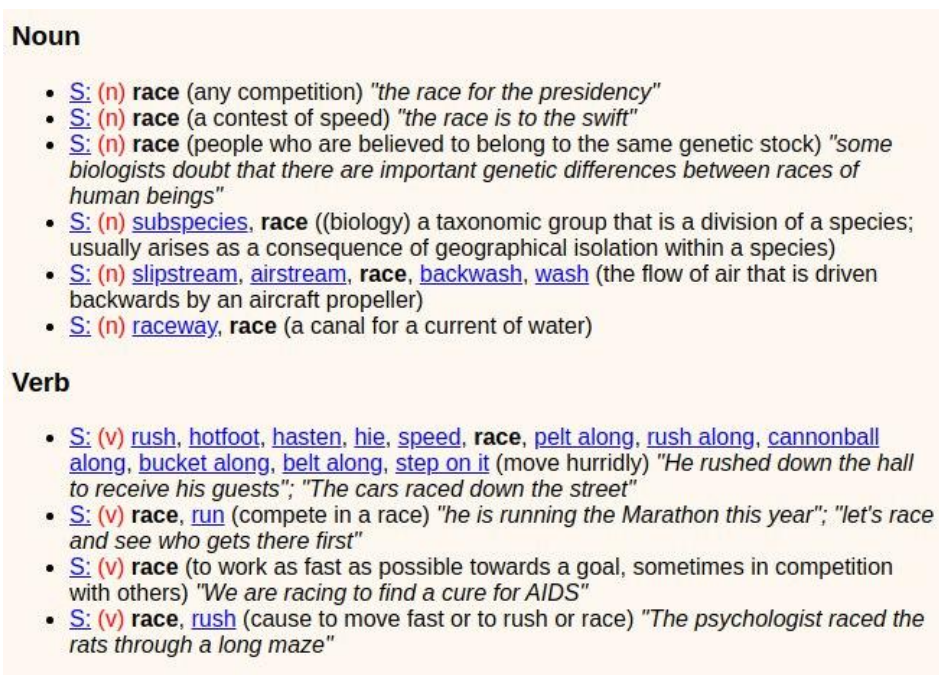 Noun
• S: (n) race (any competition) "the race for the presidency"
• S: (n) race (a contest of speed) "the race is to the swift"
• S: (n) race (people who are believed to belong to the same genetic stock) "some
biologists doubt that there are important genetic differences between races of
human beings"
• S: (n) subspecies, race ((biology) a taxonomic group that is a division of a species;
usually arises as a consequence of geographical isolation within a species)
• S: (n) slipstream, airstream, race, backwash, wash (the flow of air that is driven
backwards by an aircraft propeller)
• S: (n) raceway, race (a canal for a current of water)
Verb
• S: (v) rush, hotfoot, hasten, hie, speed, race, pelt along, rush along, cannonball
along, bucket along, belt along, step on it (move hurridly) "He rushed down the hall
to receive his guests"; "The cars raced down the street"
• S: (v) race, run (compete in a race) "he is running the Marathon this year"; "let's race
and see who gets there first"
• S: (v) race (to work as fast as possible towards a goal, sometimes in competition
with others) "We are racing to find a cure for AIDS"
• S: (v) race, rush (cause to move fast or to rush or race) "The psychologist raced the
rats through a long maze"